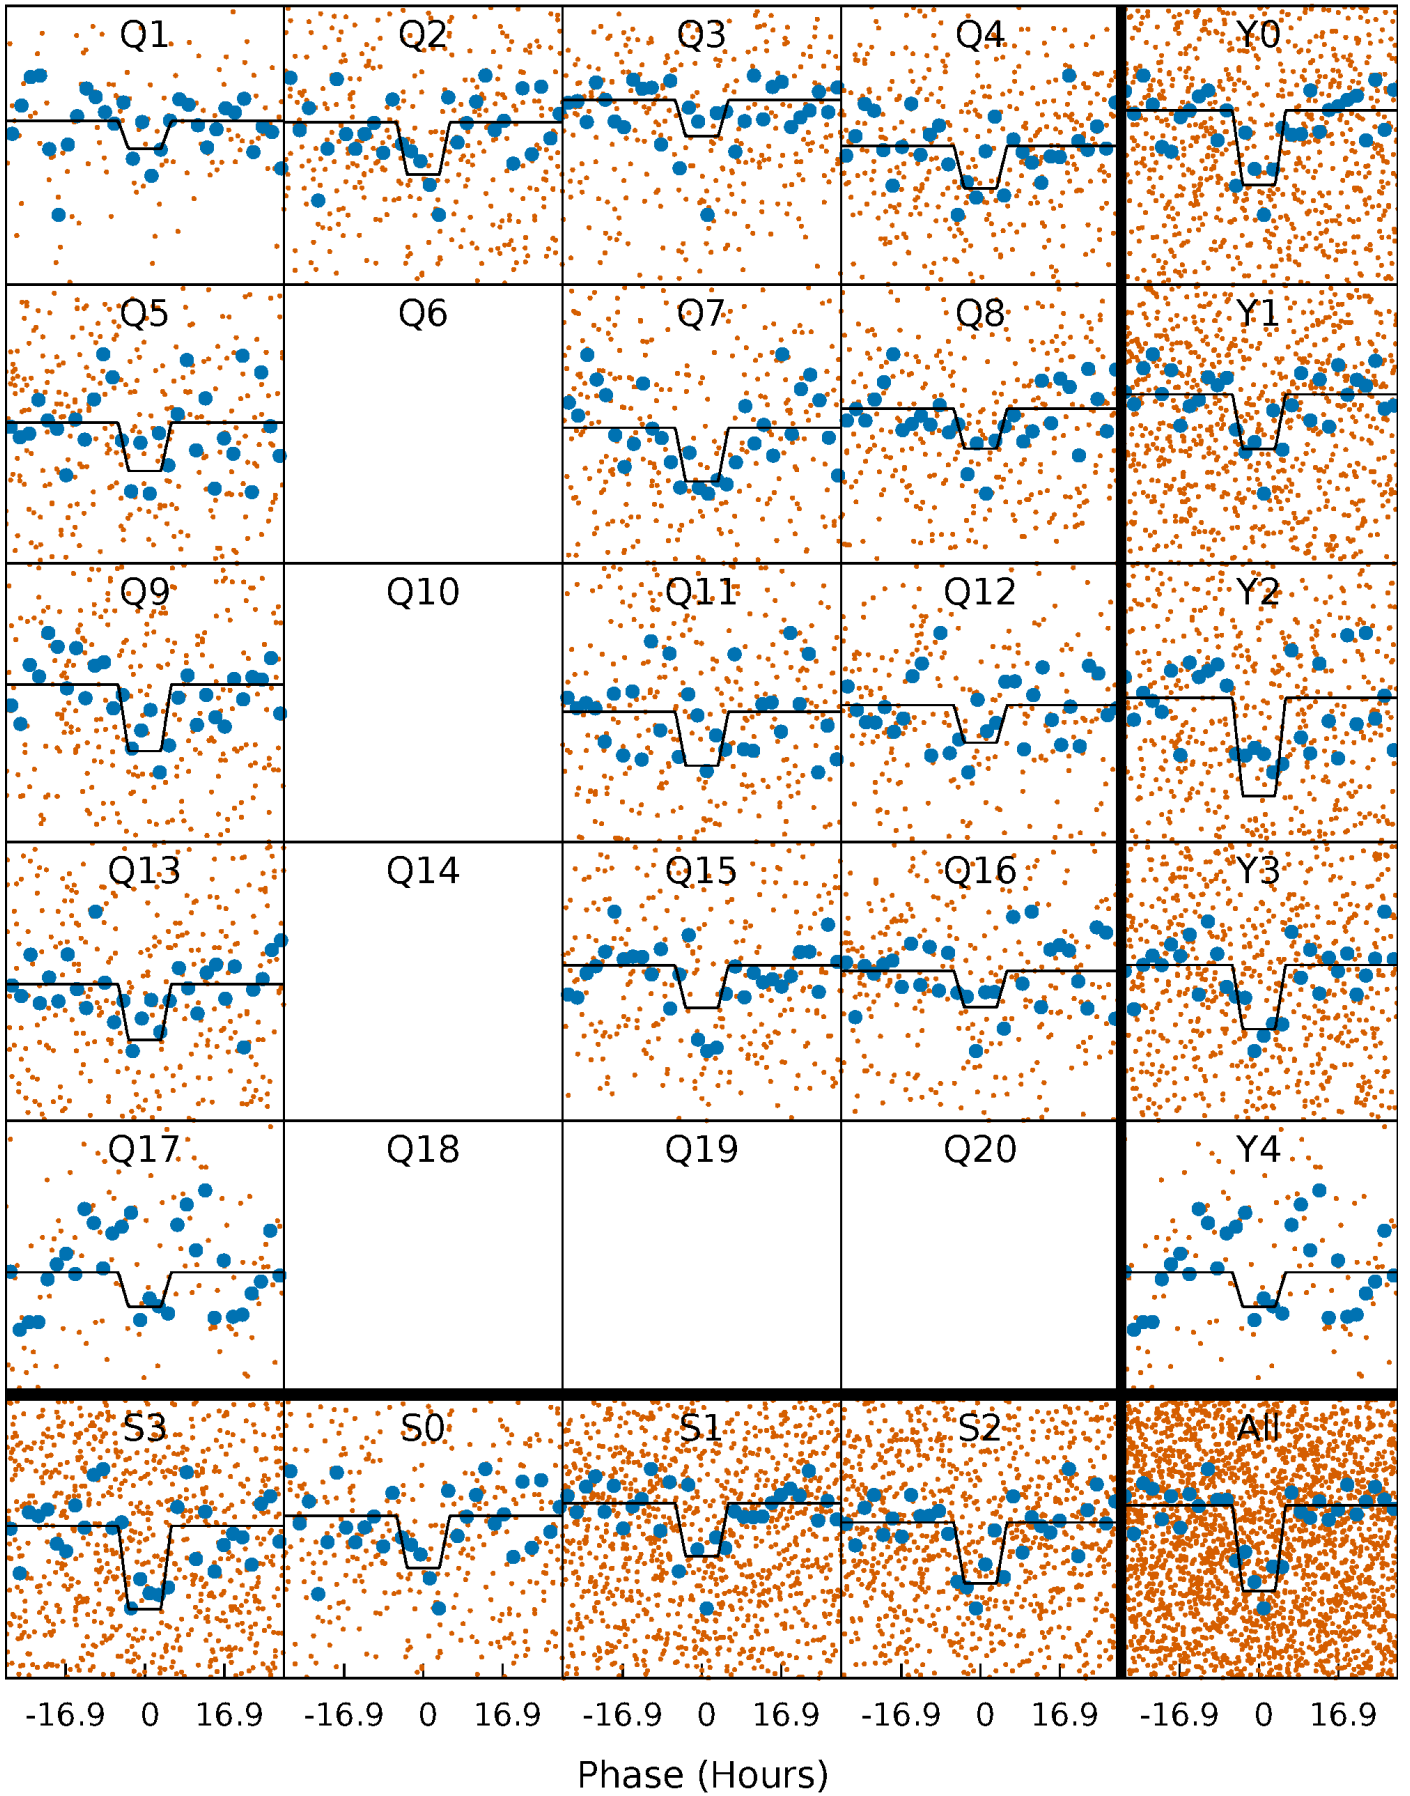 Q1 Q2 Q3 Q4 Y0
Q5 Q6 Q7 Q8 Y1
Q9 Q10 Q11 Q12 Y2
Q13 Q14 Q15 Q16 Y3
Q17 Q18 Q19 Q20 Y4
S3 S0 S1 S2 All
-16.9 0 16.9 -16.9 0 16.9 -16.9 0 16.9 -16.9 0 16.9 -16.9 0 16.9
Phase (Hours)